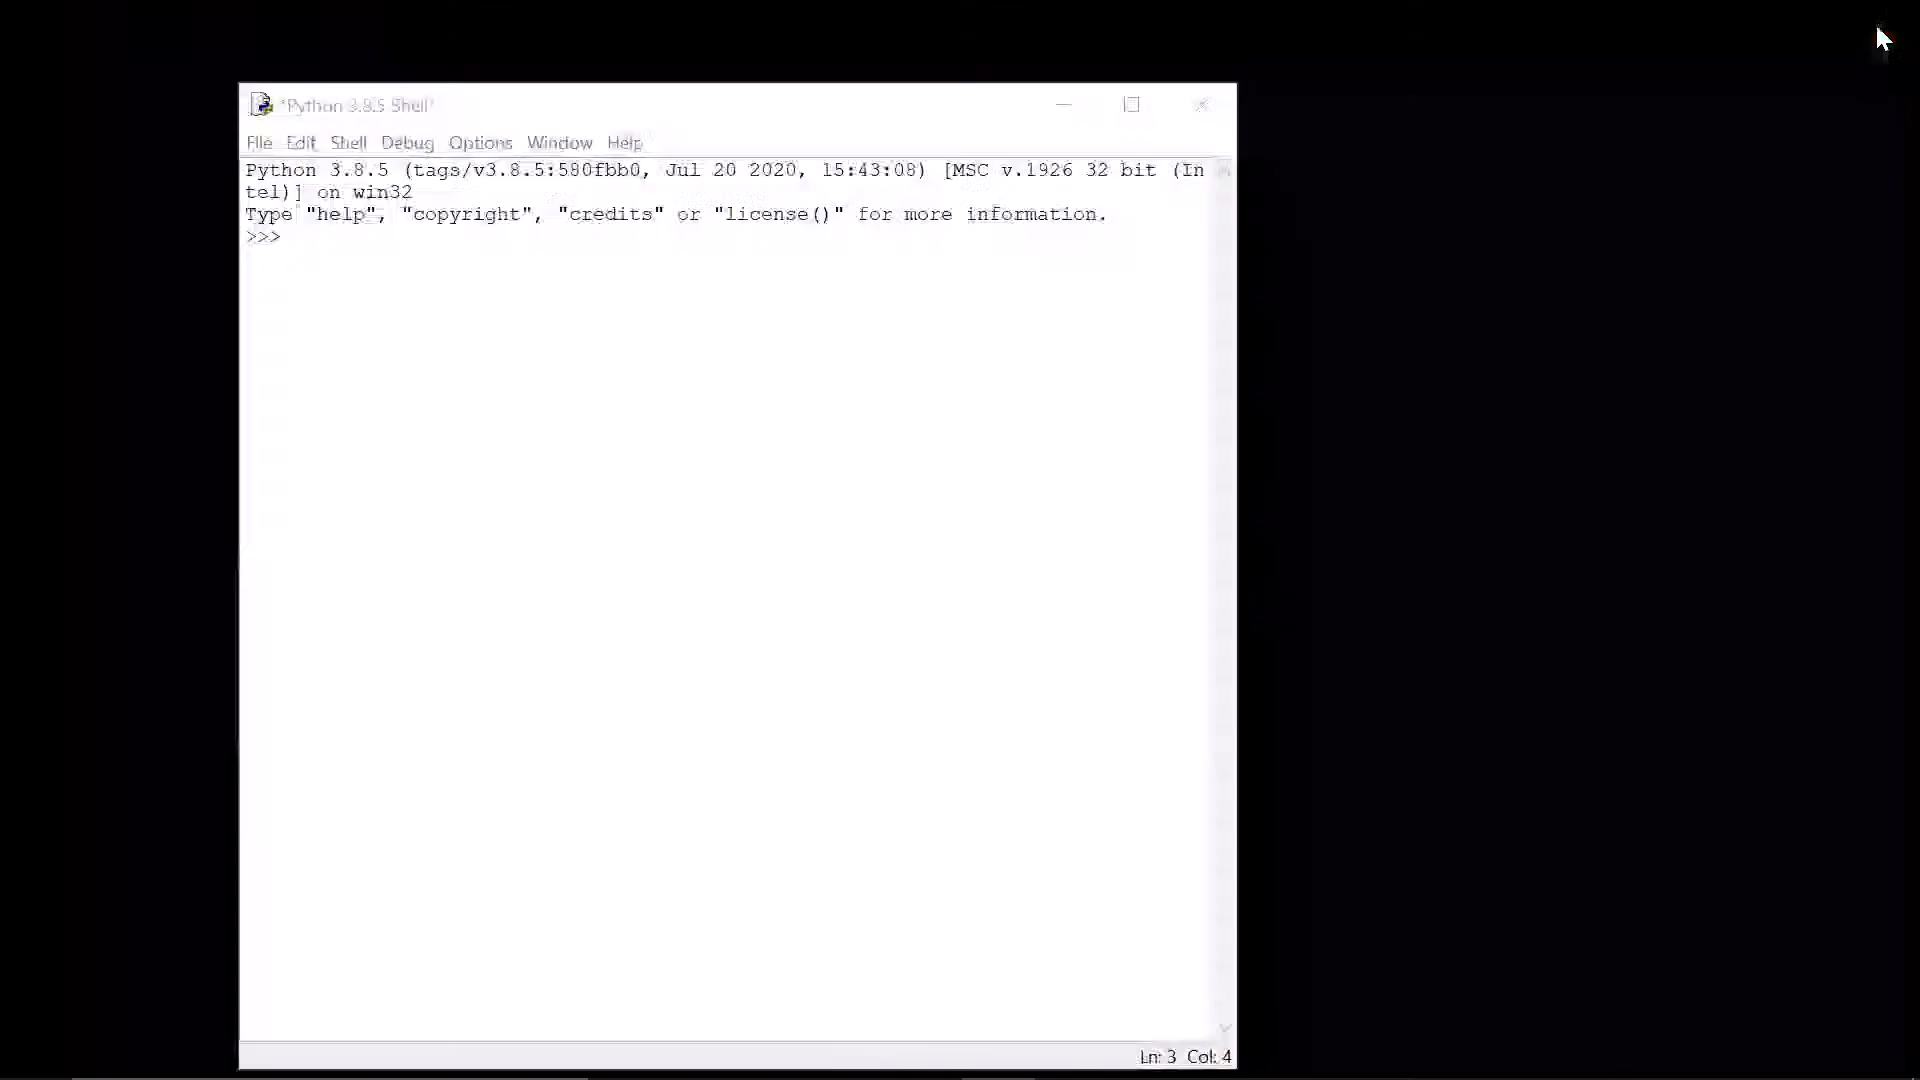 *Python 3.8.5 Shell*
File Edit Shell Debug Options Window Help
Python 3.8.5 (tags/v3.8.5:580fbb0, Jul 20 2020, 15:43:08) [MSC v.1926 32 bit (In
tel)] on win32
Type "help", "copyright", "credits" or "license()" for more information.
>>>
Ln: 3 Col: 4